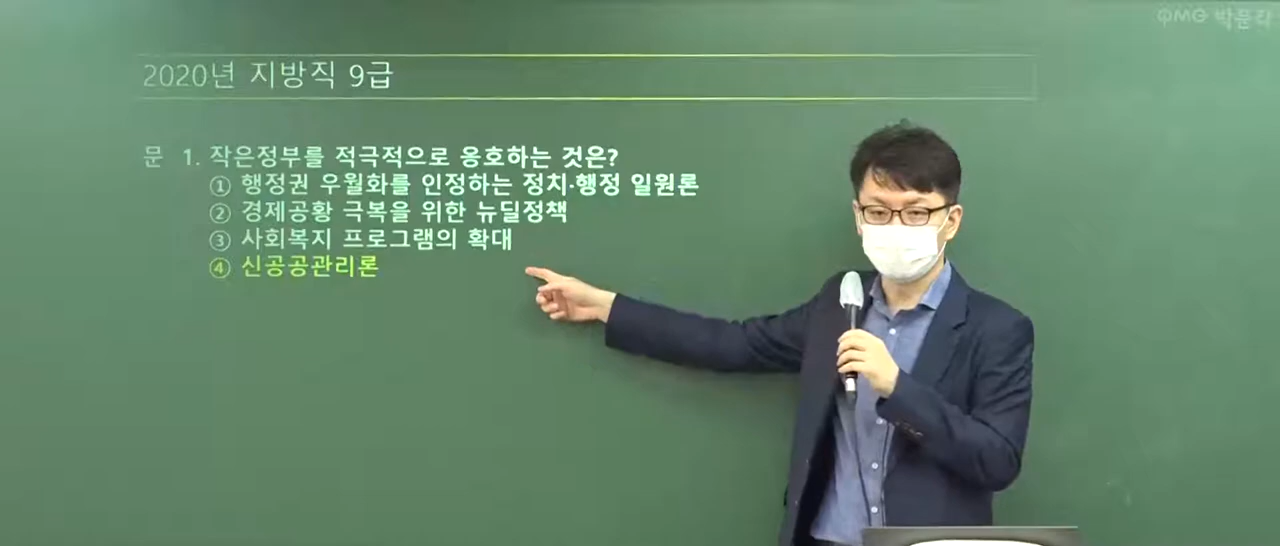 ФMG 박문각
2020년 지방직 9급
문 1. 작은정부를 적극적으로 옹호하는 것은?
① 행정권 우월화를 인정하는 정치·행정 일원론
② 경제공황 극복을 위한 뉴딜정책
③ 사회복지 프로그램의 확대
④ 신공공관리론